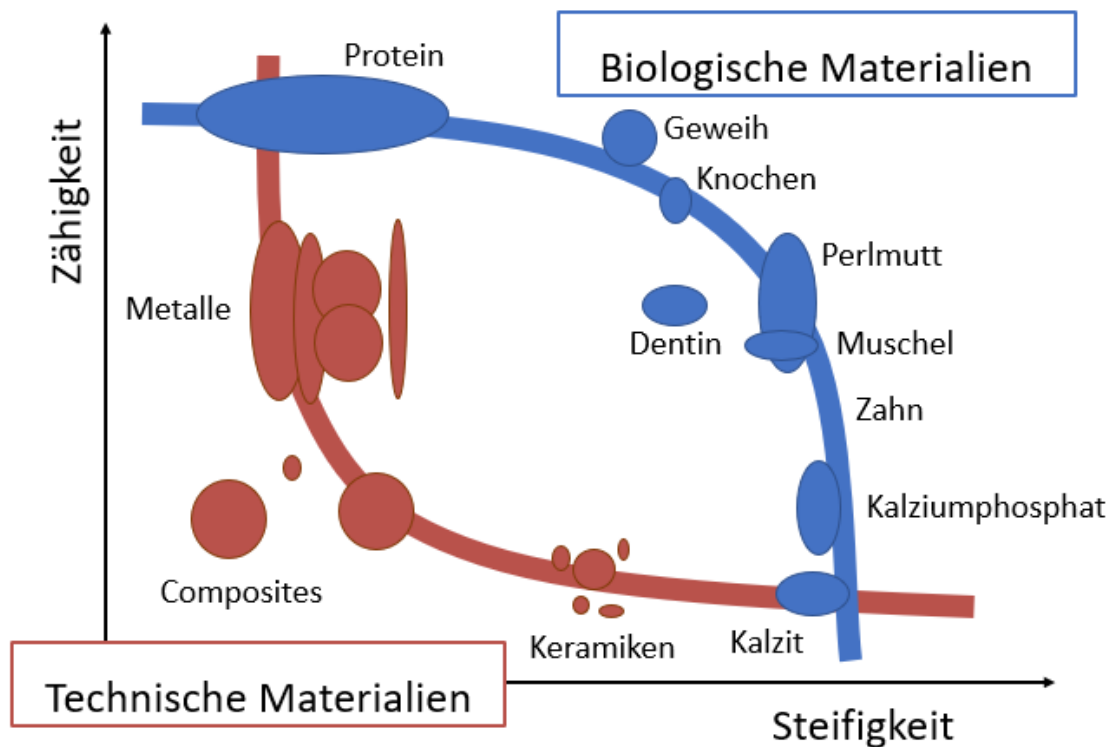 Protein
Biologische Materialien
Geweih
Knochen
Zähigkeit
Perlmutt
Metalle
Dentin
Muschel
Zahn
Kalziumphosphat
Composites
Keramiken
Kalzit
Technische Materialien
Steifigkeit